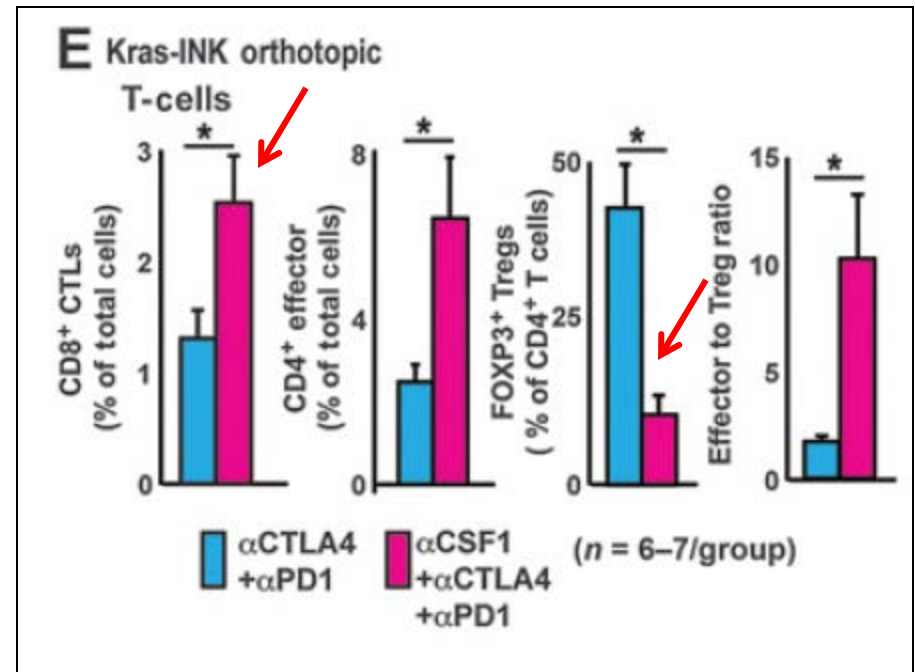 E Kras-INK orthotopic
T-cells
CD8⁺ CTLs
(% of total cells)
3
2
1
0
*
CD4⁺ effector
(% of total cells)
8
4
0
*
FOXP3⁺ Tregs
( % of CD4⁺ T cells)
50
25
0
*
Effector to Treg ratio
15
10
5
0
*
αCTLA4
+αPD1
αCSF1
+αCTLA4
+αPD1
(n = 6–7/group)